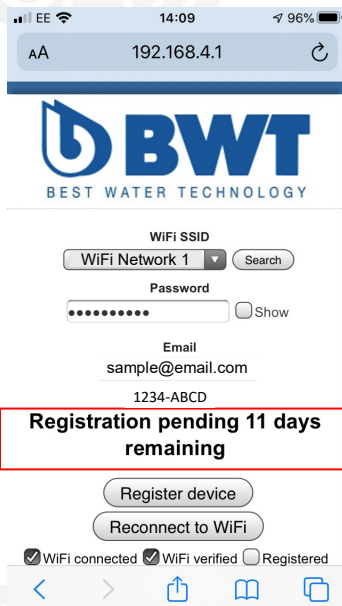 EE 14:09 96%
AA 192.168.4.1
BWT
BEST WATER TECHNOLOGY
WiFi SSID
WiFi Network 1 Search
Password
●●●●●●●●●● Show
Email
sample@email.com
1234-ABCD
Registration pending 11 days
remaining
Register device
Reconnect to WiFi
WiFi connected WiFi verified Registered